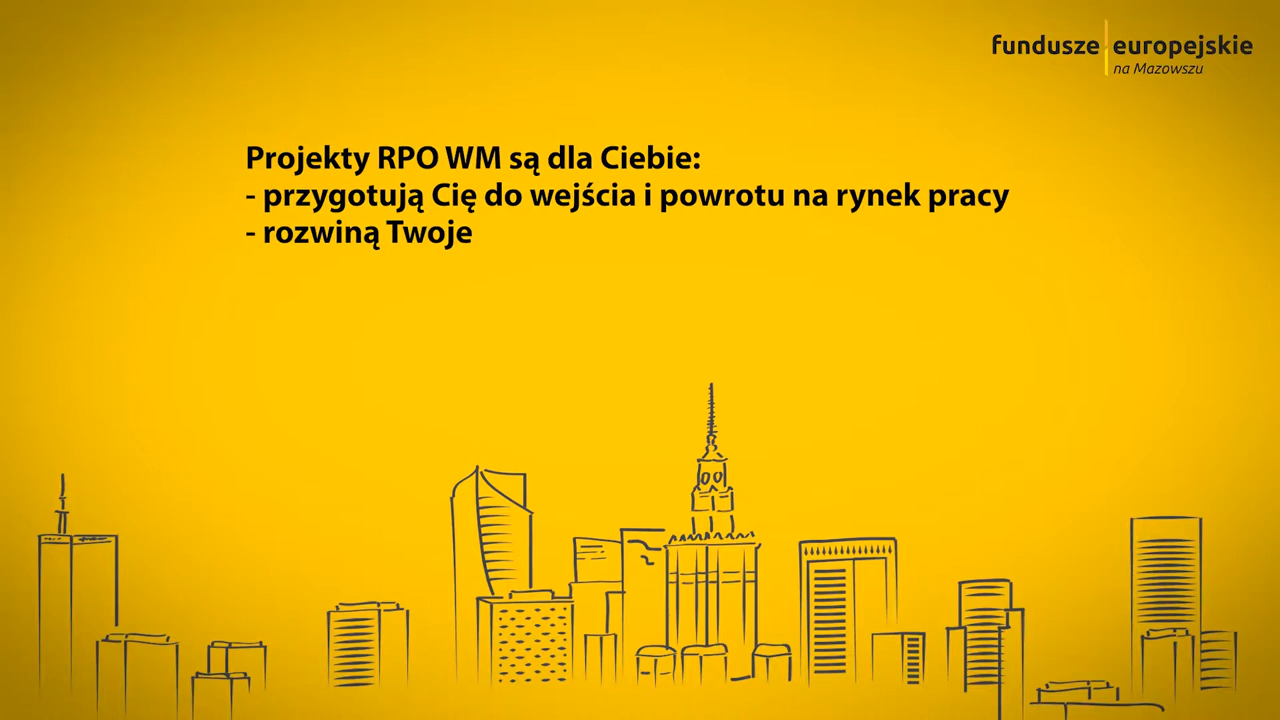 fundusze europejskie
na Mazowszu
Projekty RPO WM są dla Ciebie:
- przygotują Cię do wejścia i powrotu na rynek pracy
- rozwiną Twoje